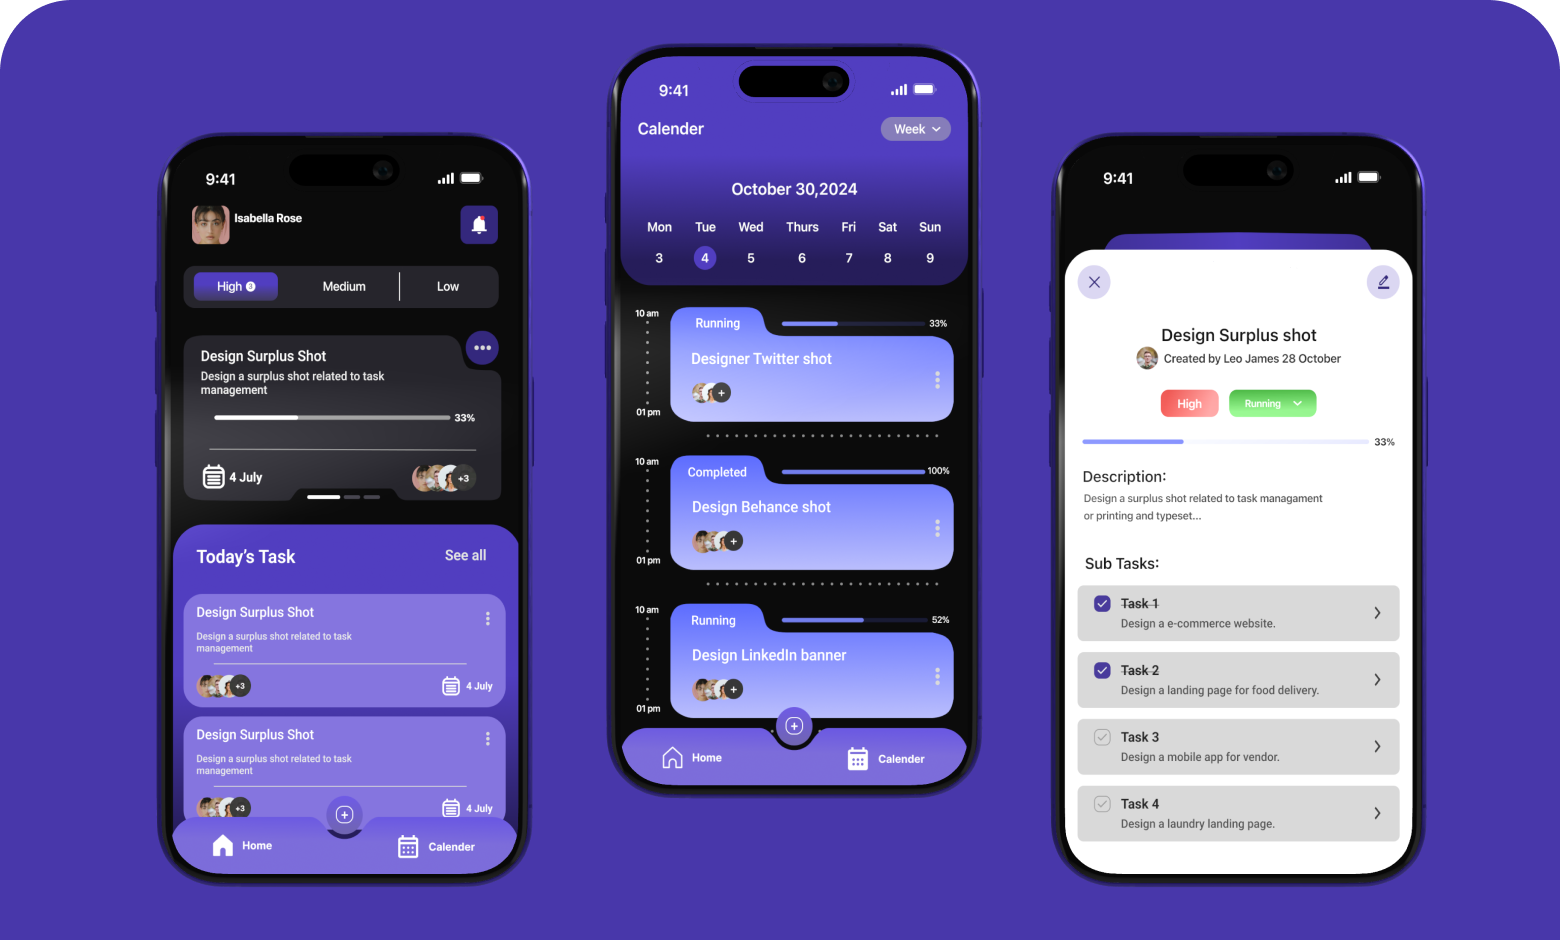 9:41
Isabella Rose
High 3
Medium
Low
Design Surplus Shot
Design a surplus shot related to task
management
33%
4 July
+3
Today's Task
See all
Design Surplus Shot
Design a surplus shot related to task
management
+3
4 July
Design Surplus Shot
Design a surplus shot related to task
management
+3
4 July
Home
Calender
9:41
Calender
Week
October 30,2024
Mon Tue Wed Thurs Fri Sat Sun
3 4 5 6 7 8 9
10 am
Running
33%
Designer Twitter shot
+
01 pm
10 am
Completed
100%
Design Behance shot
+
01 pm
10 am
Running
52%
Design LinkedIn banner
+
01 pm
Home
Calender
9:41
Design Surplus shot
Created by Leo James 28 October
High
Running
33%
Description:
Design a surplus shot related to task managament
or printing and typeset...
Sub Tasks:
Task 1
Design a e-commerce website.
Task 2
Design a landing page for food delivery.
Task 3
Design a mobile app for vendor.
Task 4
Design a laundry landing page.